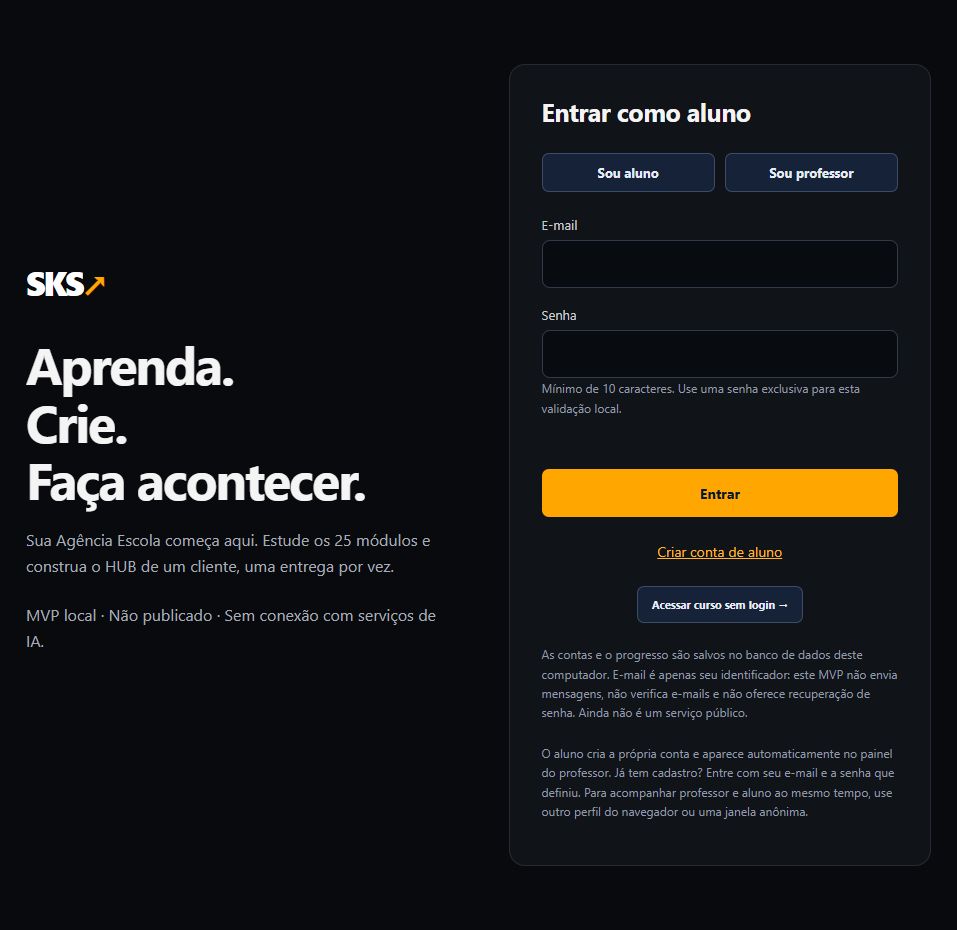 SKS↗
Aprenda.
Crie.
Faça acontecer.
Sua Agência Escola começa aqui. Estude os 25 módulos e
construa o HUB de um cliente, uma entrega por vez.
MVP local · Não publicado · Sem conexão com serviços de
IA.
Entrar como aluno
Sou aluno
Sou professor
E-mail
Senha
Mínimo de 10 caracteres. Use uma senha exclusiva para esta
validação local.
Entrar
Criar conta de aluno
Acessar curso sem login →
As contas e o progresso são salvos no banco de dados deste
computador. E-mail é apenas seu identificador: este MVP não envia
mensagens, não verifica e-mails e não oferece recuperação de
senha. Ainda não é um serviço público.
O aluno cria a própria conta e aparece automaticamente no painel
do professor. Já tem cadastro? Entre com seu e-mail e a senha que
definiu. Para acompanhar professor e aluno ao mesmo tempo, use
outro perfil do navegador ou uma janela anônima.